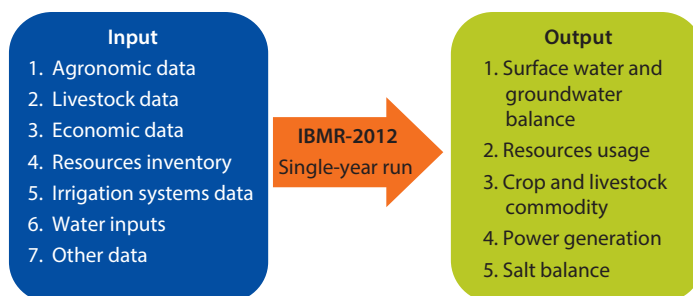 Input
1. Agronomic data
2. Livestock data
3. Economic data
4. Resources inventory
5. Irrigation systems data
6. Water inputs
7. Other data
IBMR-2012
Single-year run
Output
1. Surface water and
groundwater
balance
2. Resources usage
3. Crop and livestock
commodity
4. Power generation
5. Salt balance